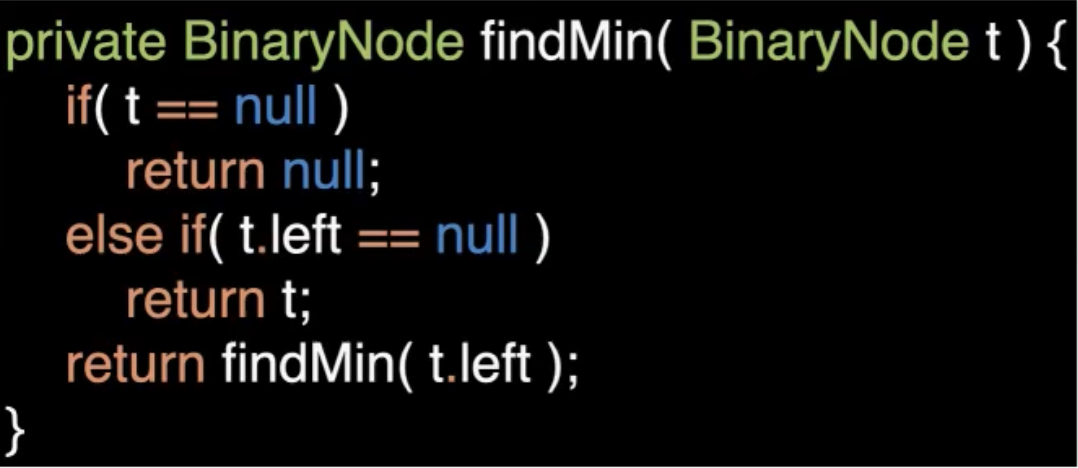 private BinaryNode findMin( BinaryNode t ) {
if( t == null )
return null;
else if( t.left == null )
return t;
return findMin( t.left );
}